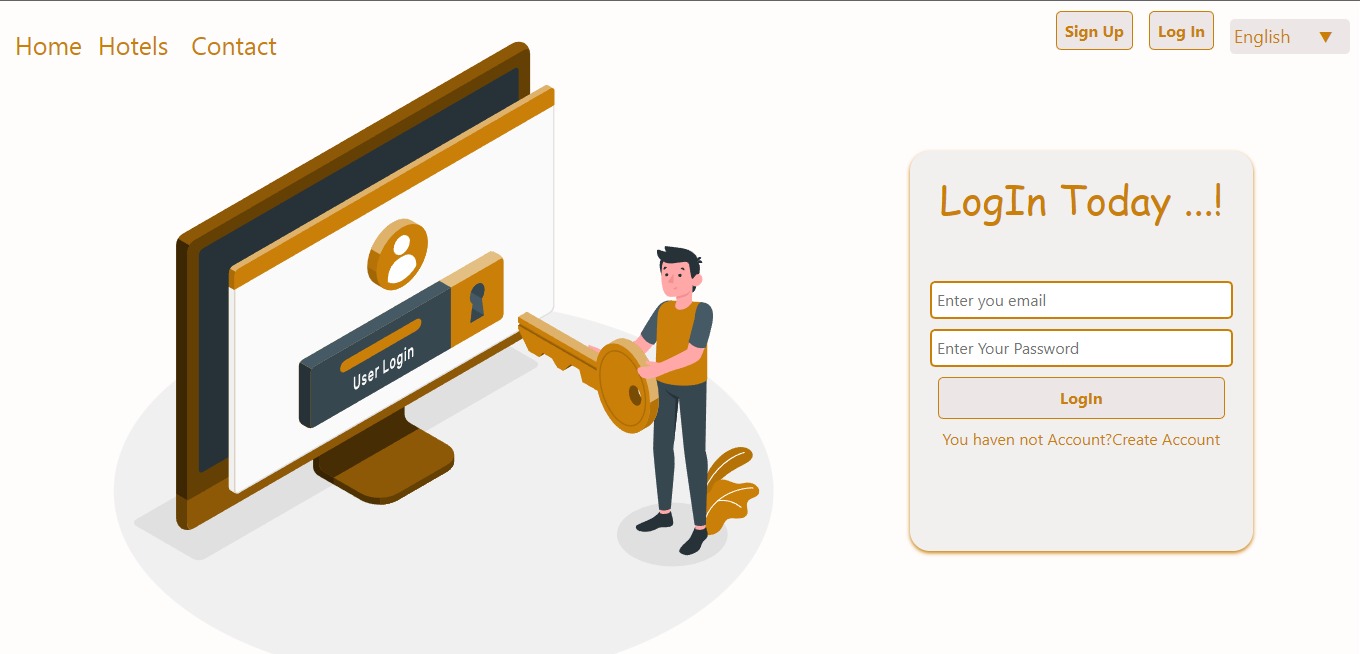 Home Hotels Contact
Sign Up Log In English ▼
LogIn Today ...!
Enter you email
Enter Your Password
LogIn
You haven not Account?Create Account
User Login